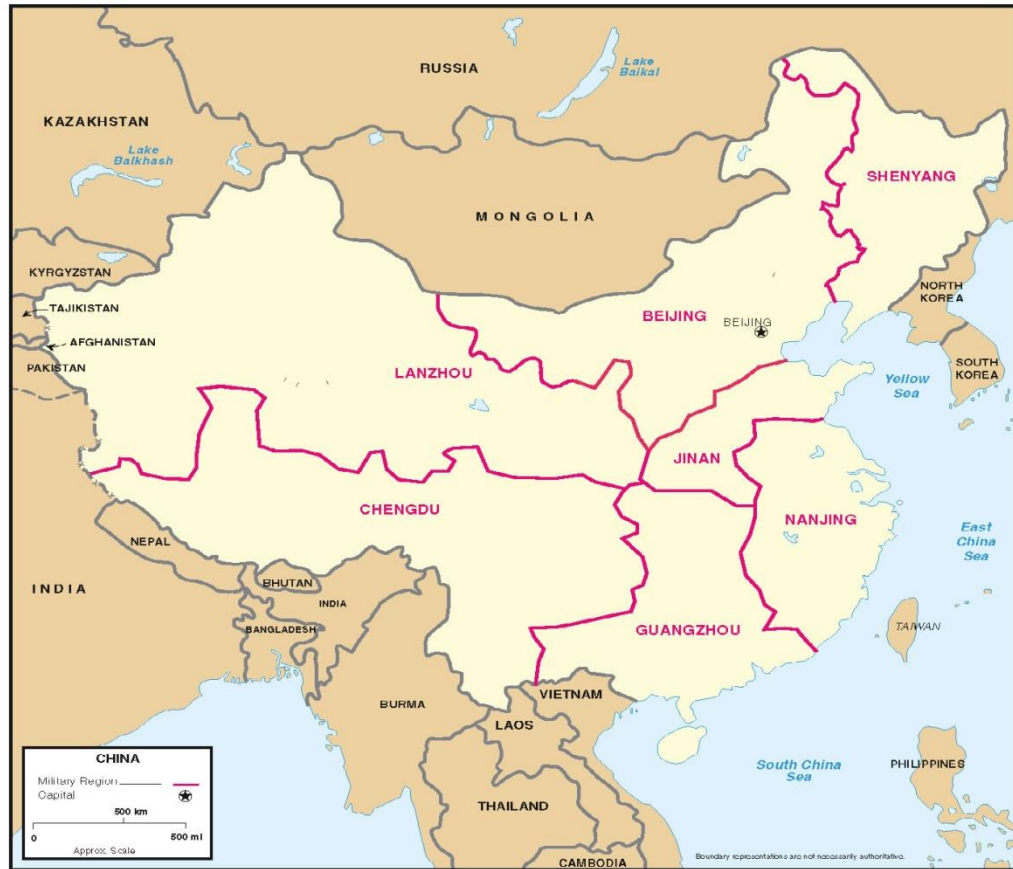 RUSSIA
Lake
Baikal
KAZAKHSTAN
Lake
Balkhash
SHENYANG
MONGOLIA
KYRGYZSTAN
NORTH
KOREA
TAJIKISTAN
BEIJING
BEIJING
AFGHANISTAN
PAKISTAN
LANZHOU
SOUTH
KOREA
Yellow
Sea
JINAN
CHENGDU
NANJING
East
China
Sea
NEPAL
BHUTAN
INDIA
INDIA
BANGLADESH
GUANGZHOU
TAIWAN
BURMA
VIETNAM
LAOS
South China
Sea
PHILIPPINES
THAILAND
CAMBODIA
CHINA
Military Region
Capital
500 km
0 500 mi
Approx. Scale
Boundary representations are not necessarily authoritative.